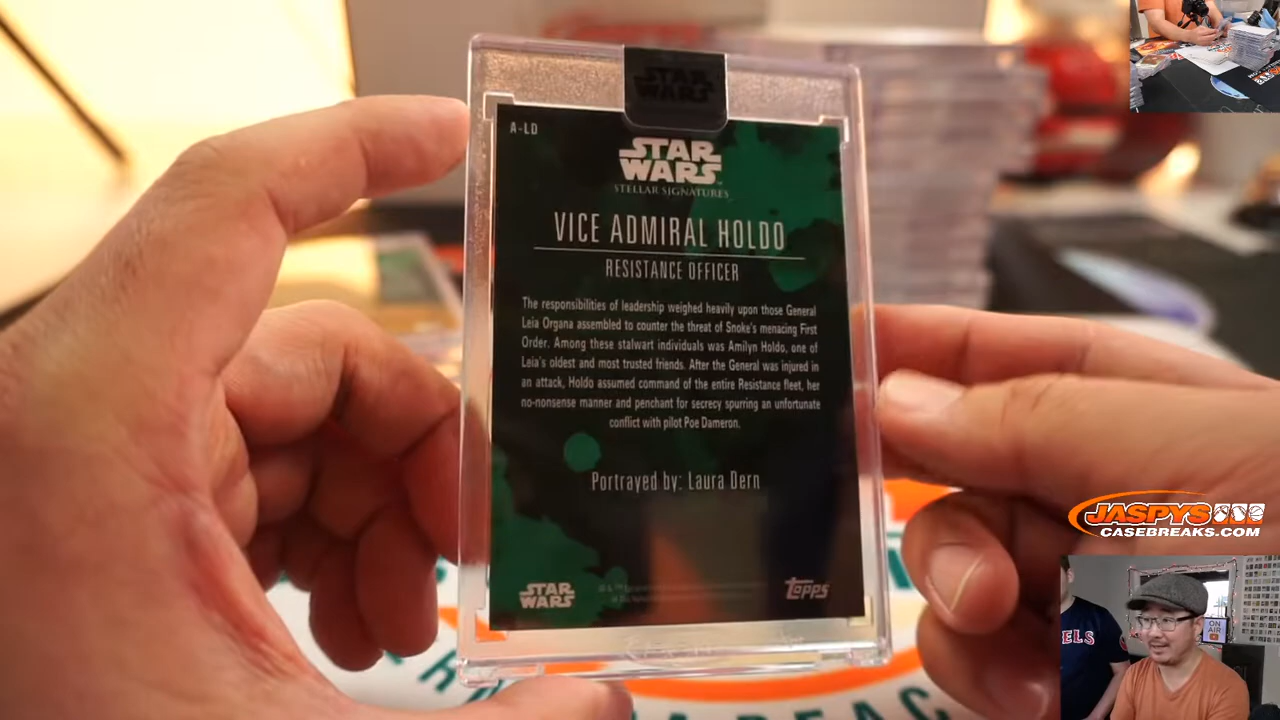 STAR
WARS
A-LD
STAR
WARS
STELLAR SIGNATURES
VICE ADMIRAL HOLDO
RESISTANCE OFFICER
The responsibilities of leadership weighed heavily upon those General
Leia Organa assembled to counter the threat of Snoke's menacing First
Order. Among these stalwart individuals was Amilyn Holdo, one of
Leia's oldest and most trusted friends. After the General was injured in
an attack, Holdo assumed command of the entire Resistance fleet, her
no-nonsense manner and penchant for secrecy spurring an unfortunate
conflict with pilot Poe Dameron.
Portrayed by: Laura Dern
STAR
WARS
Topps
JASPYS
CASEBREAKS.COM
ON
AIR
ELS